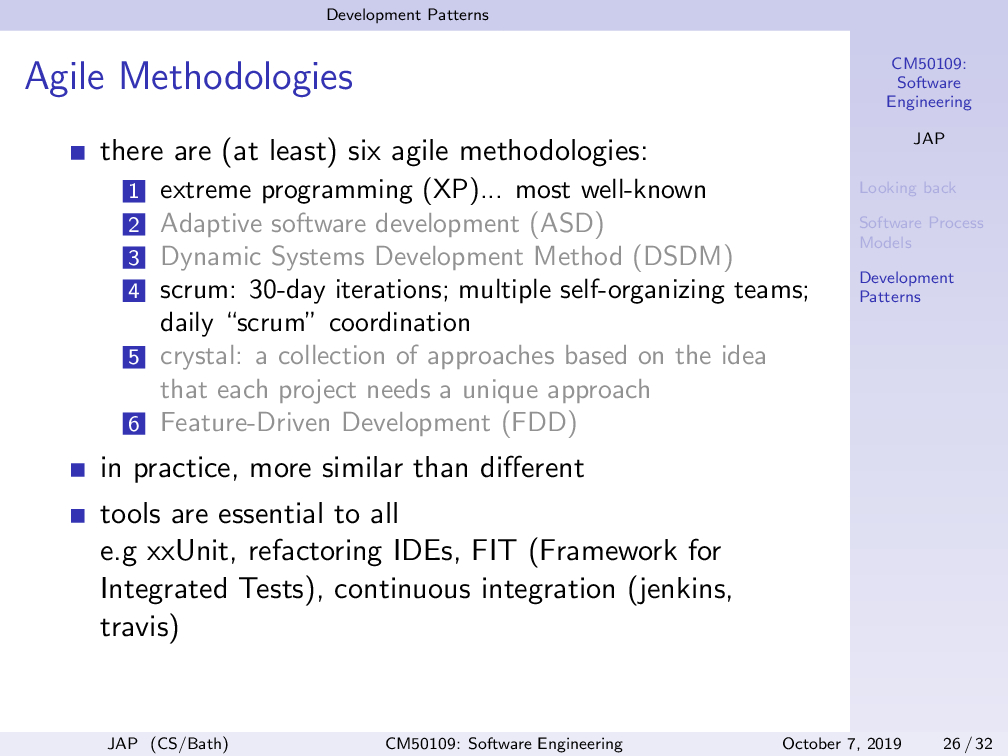 Development Patterns
Agile Methodologies
there are (at least) six agile methodologies:
1 extreme programming (XP)... most well-known
2 Adaptive software development (ASD)
3 Dynamic Systems Development Method (DSDM)
4 scrum: 30-day iterations; multiple self-organizing teams;
daily “scrum” coordination
5 crystal: a collection of approaches based on the idea
that each project needs a unique approach
6 Feature-Driven Development (FDD)
in practice, more similar than different
tools are essential to all
e.g xxUnit, refactoring IDEs, FIT (Framework for
Integrated Tests), continuous integration (jenkins,
travis)
CM50109:
Software
Engineering
JAP
Looking back
Software Process
Models
Development
Patterns
JAP (CS/Bath)
CM50109: Software Engineering
October 7, 2019
26 / 32